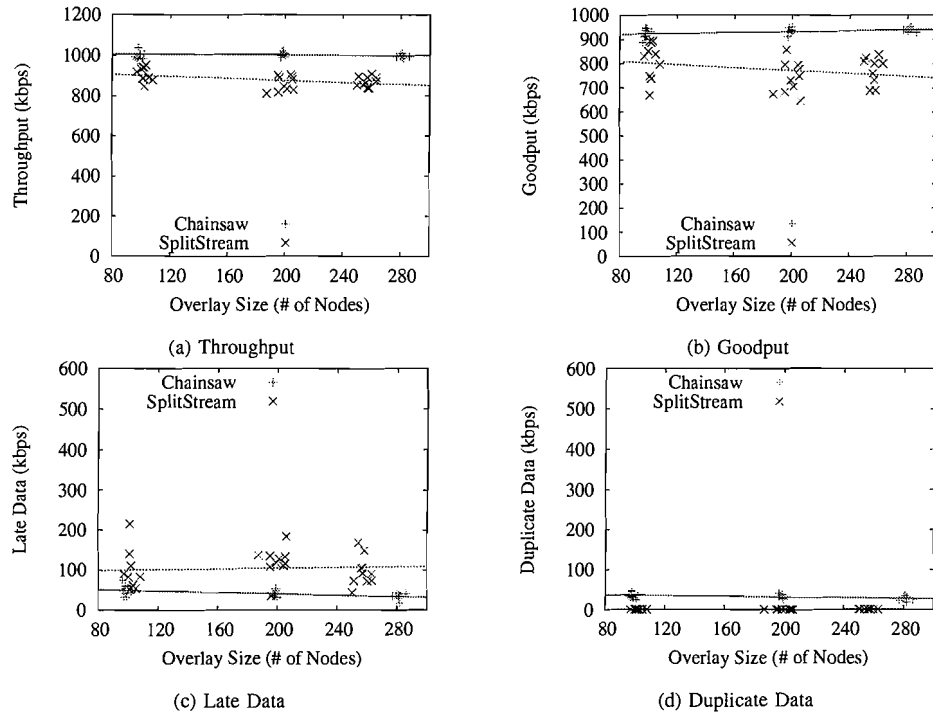 1200
1000
800
600
400
200
0
Throughput (kbps)
Chainsaw
SplitStream
80 120 160 200 240 280
Overlay Size (# of Nodes)
(a) Throughput
1000
900
800
700
600
500
400
300
200
100
0
Goodput (kbps)
Chainsaw
SplitStream
80 120 160 200 240 280
Overlay Size (# of Nodes)
(b) Goodput
600
500
400
300
200
100
0
Late Data (kbps)
Chainsaw
SplitStream
80 120 160 200 240 280
Overlay Size (# of Nodes)
(c) Late Data
600
500
400
300
200
100
0
Duplicate Data (kbps)
Chainsaw
SplitStream
80 120 160 200 240 280
Overlay Size (# of Nodes)
(d) Duplicate Data